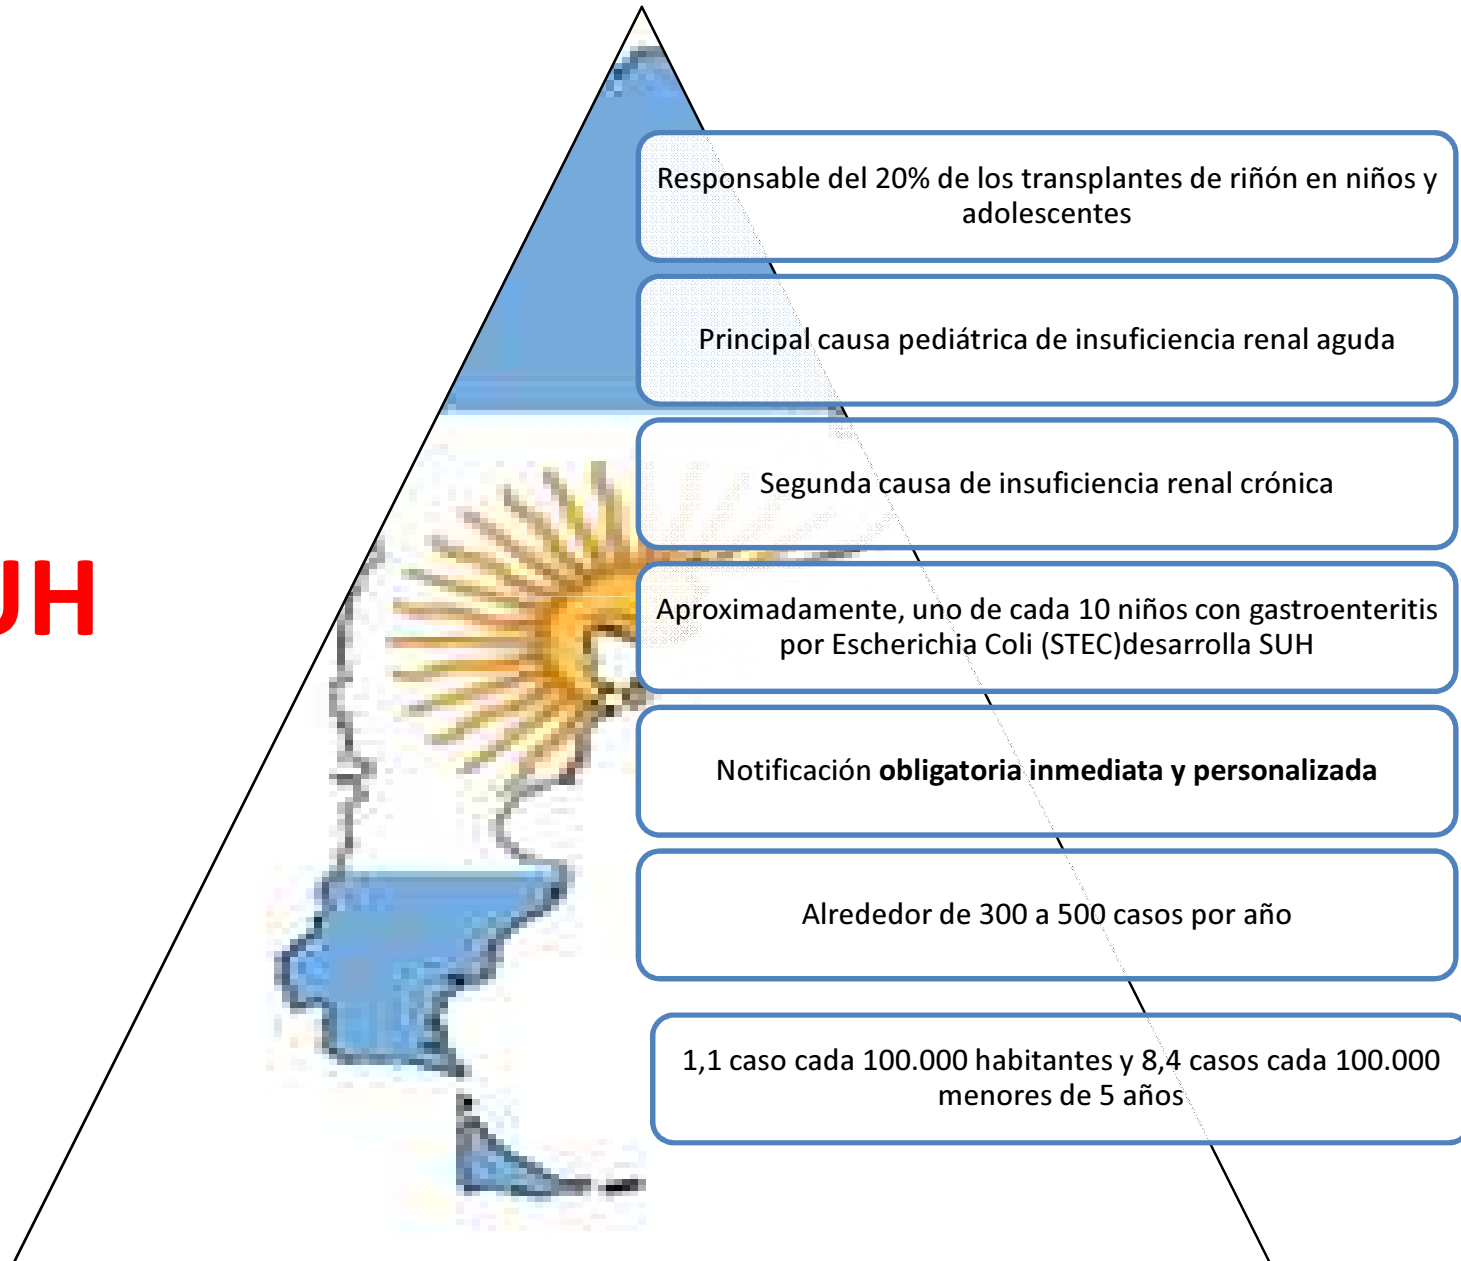 UH
Responsable del 20% de los transplantes de riñón en niños y
adolescentes
Principal causa pediátrica de insuficiencia renal aguda
Segunda causa de insuficiencia renal crónica
Aproximadamente, uno de cada 10 niños con gastroenteritis
por Escherichia Coli (STEC)desarrolla SUH
Notificación obligatoria inmediata y personalizada
Alrededor de 300 a 500 casos por año
1,1 caso cada 100.000 habitantes y 8,4 casos cada 100.000
menores de 5 años